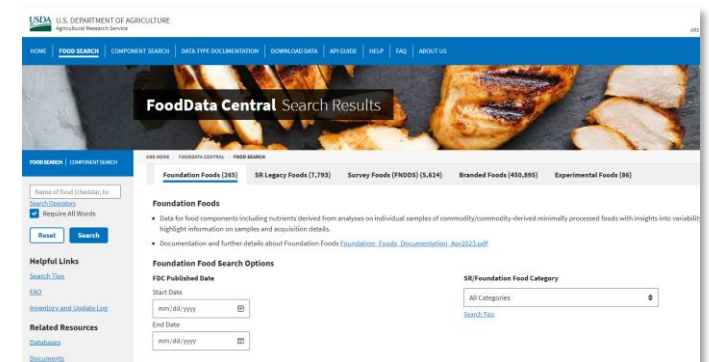 USDA U.S. DEPARTMENT OF AGRICULTURE
Agricultural Research Service
ARS
HOME FOOD SEARCH COMPONENT SEARCH DATA TYPE DOCUMENTATION DOWNLOAD DATA API GUIDE HELP FAQ ABOUT US
FoodData Central Search Results
FOOD SEARCH COMPONENT SEARCH
ARS HOME FOODDATA CENTRAL FOOD SEARCH
Foundation Foods (265) SR Legacy Foods (7,793) Survey Foods (FNDDS) (5,624) Branded Foods (450,895) Experimental Foods (86)
Name of food (cheddar, br
Search Operators
Require All Words
Reset Search
Helpful Links
Search Tips
FAQ
Inventory and Update Log
Related Resources
Databases
Documents
Foundation Foods
• Data for food components including nutrients derived from analyses on individual samples of commodity/commodity-derived minimally processed foods with insights into variability
highlight information on samples and acquisition details.
• Documentation and further details about Foundation Foods Foundation_Foods_Documentation_Apr2023.pdf
Foundation Food Search Options
FDC Published Date
Start Date
mm/dd/yyyy
End Date
mm/dd/yyyy
SR/Foundation Food Category
All Categories
Search Tips